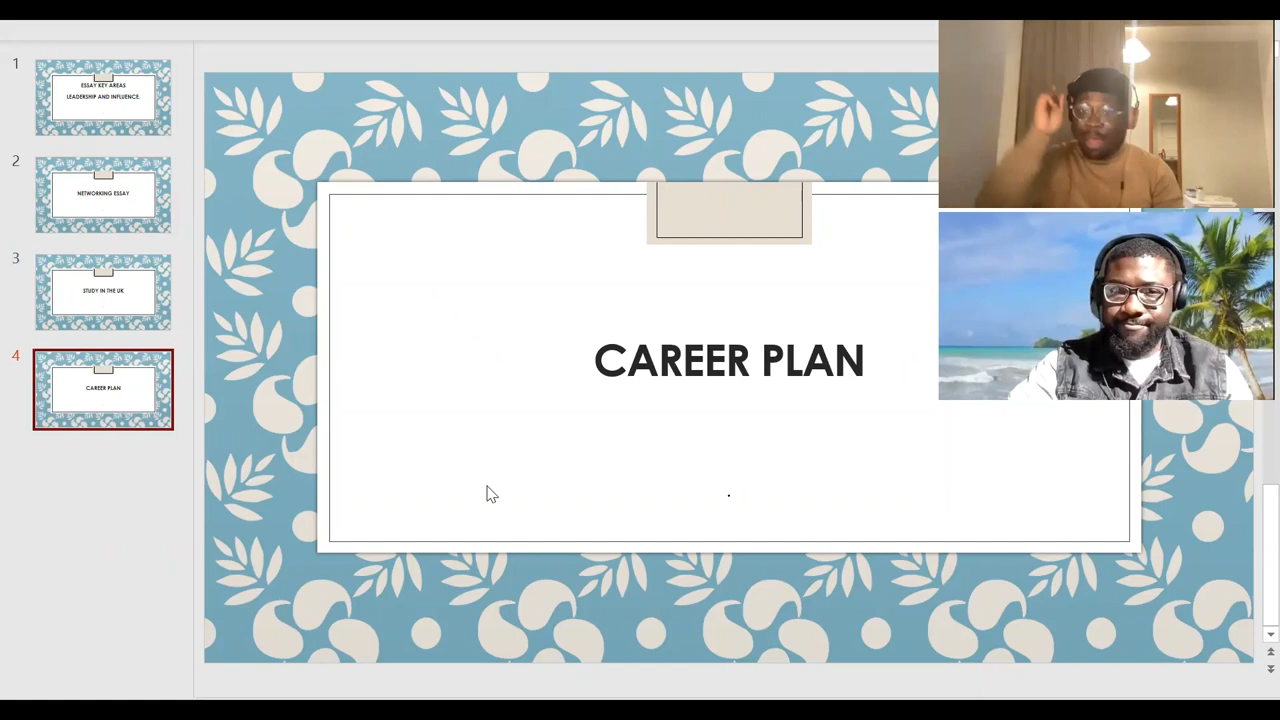 1
ESSAY KEY AREAS
LEADERSHIP AND INFLUENCE.
2
NETWORKING ESSAY
3
STUDY IN THE UK
4
CAREER PLAN
CAREER PLAN
.